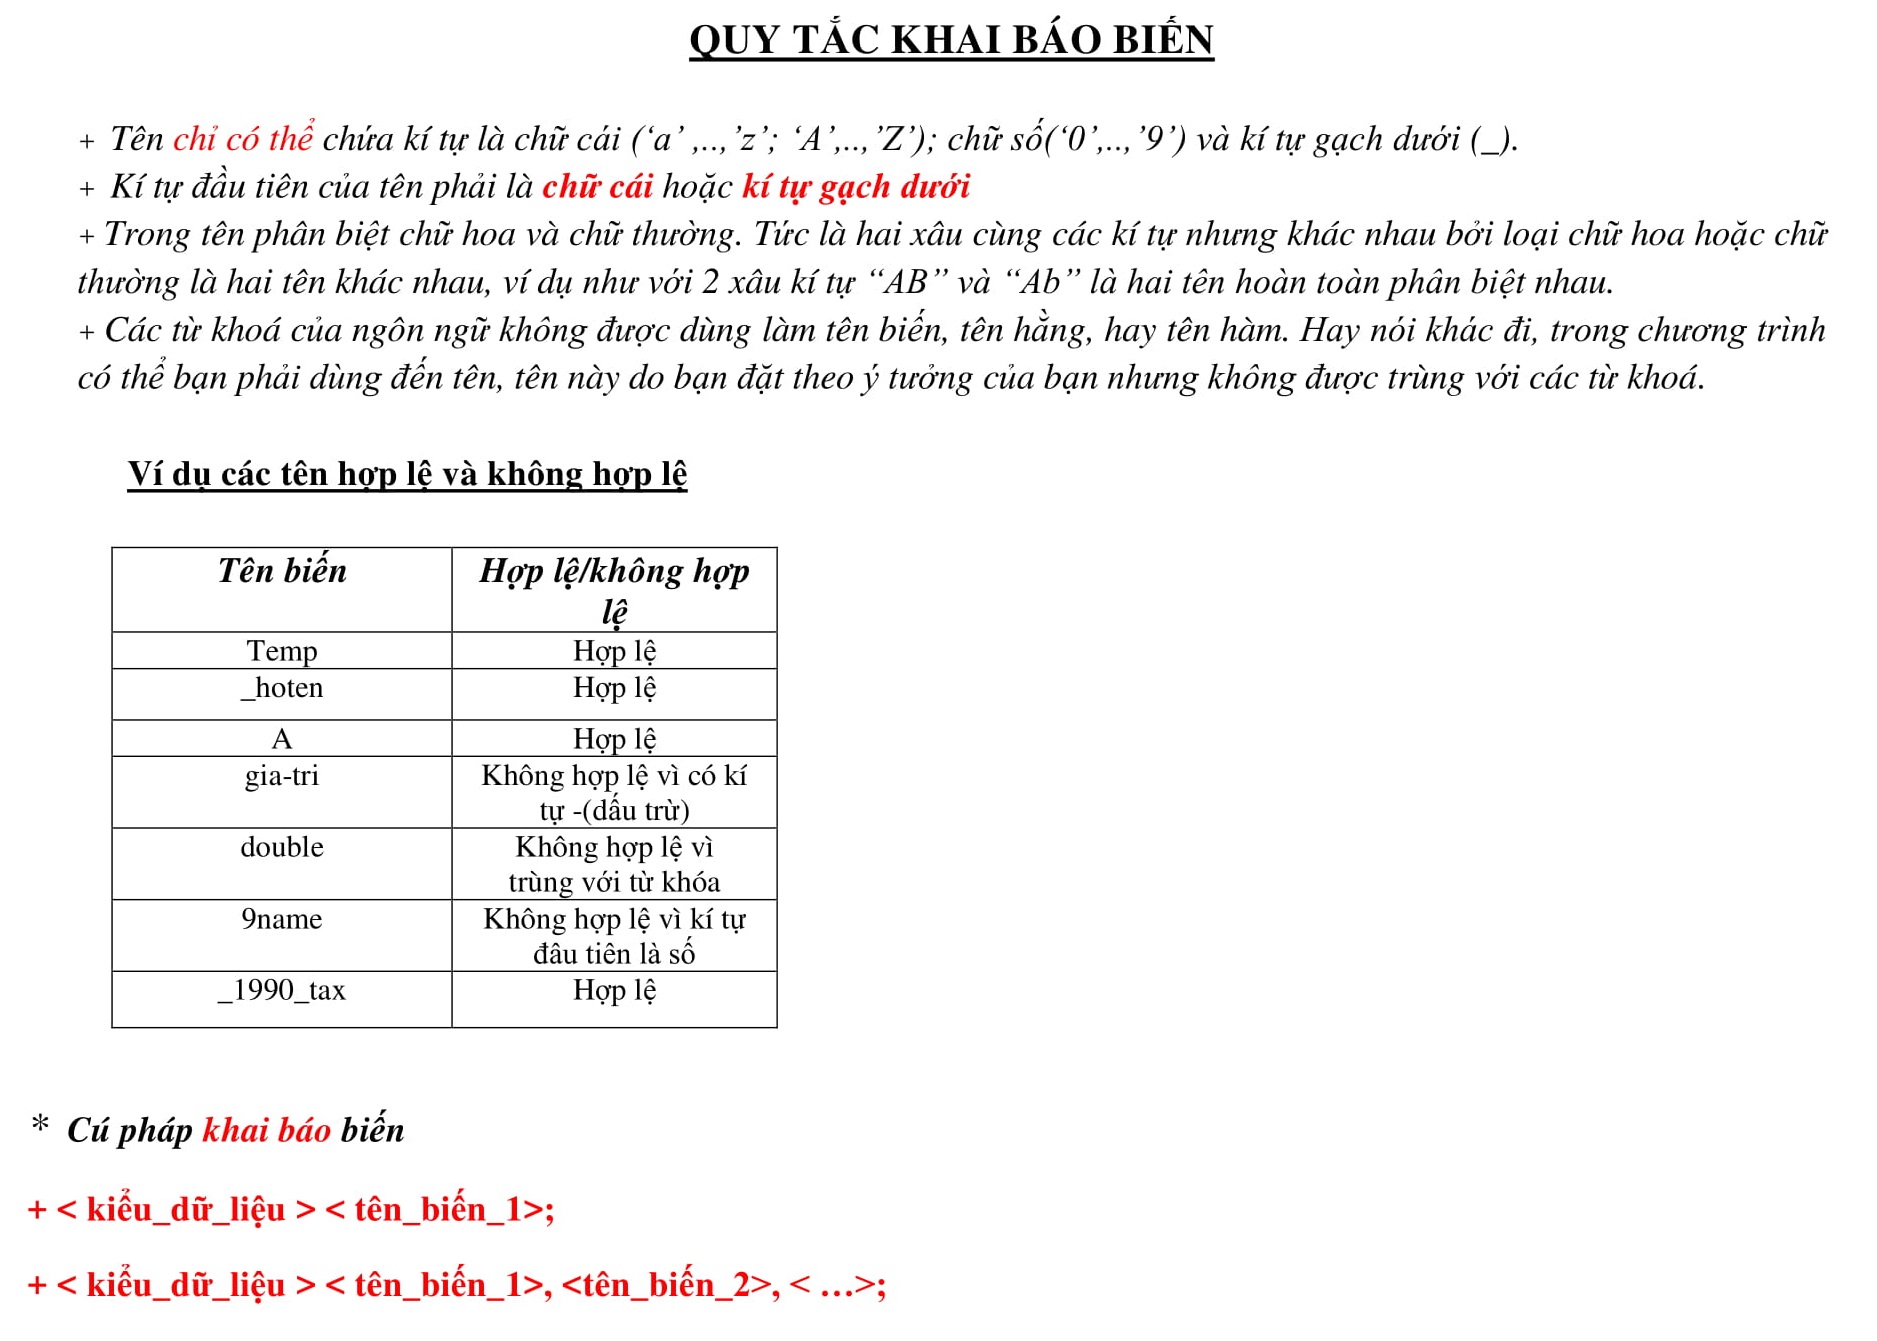 QUY TẮC KHAI BÁO BIẾN
+ Tên chỉ có thể chứa kí tự là chữ cái (‘a’ ,.., ’z’; ‘A’,.., ’Z’); chữ số(‘0’,.., ’9’) và kí tự gạch dưới (_).
+ Kí tự đầu tiên của tên phải là chữ cái hoặc kí tự gạch dưới
+ Trong tên phân biệt chữ hoa và chữ thường. Tức là hai xâu cùng các kí tự nhưng khác nhau bởi loại chữ hoa hoặc chữ
thường là hai tên khác nhau, ví dụ như với 2 xâu kí tự “AB” và “Ab” là hai tên hoàn toàn phân biệt nhau.
+ Các từ khoá của ngôn ngữ không được dùng làm tên biến, tên hằng, hay tên hàm. Hay nói khác đi, trong chương trình
có thể bạn phải dùng đến tên, tên này do bạn đặt theo ý tưởng của bạn nhưng không được trùng với các từ khoá.
Ví dụ các tên hợp lệ và không hợp lệ
Tên biến
Hợp lệ/không hợp
lệ
Temp
Hợp lệ
_hoten
Hợp lệ
A
Hợp lệ
gia-tri
Không hợp lệ vì có kí
tự -(dấu trừ)
double
Không hợp lệ vì
trùng với từ khóa
9name
Không hợp lệ vì kí tự
đâu tiên là số
_1990_tax
Hợp lệ
* Cú pháp khai báo biến
+ < kiểu_dữ_liệu > < tên_biến_1>;
+ < kiểu_dữ_liệu > < tên_biến_1>, <tên_biến_2>, < …>;